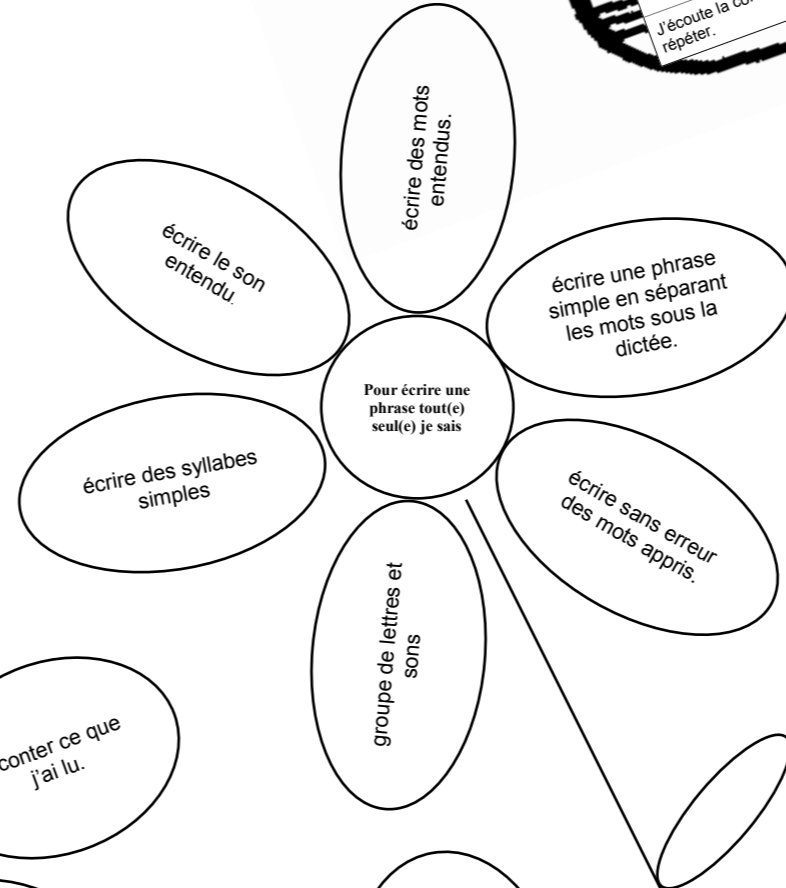 J'écoute la
répéter.
écrire des mots
entendus.
écrire le son
entendu.
écrire une phrase
simple en séparant
les mots sous la
dictée.
Pour écrire une
phrase tout(e)
seul(e) je sais
écrire des syllabes
simples
écrire sans erreur
des mots appris.
groupe de lettres et
sons
conter ce que
j'ai lu.